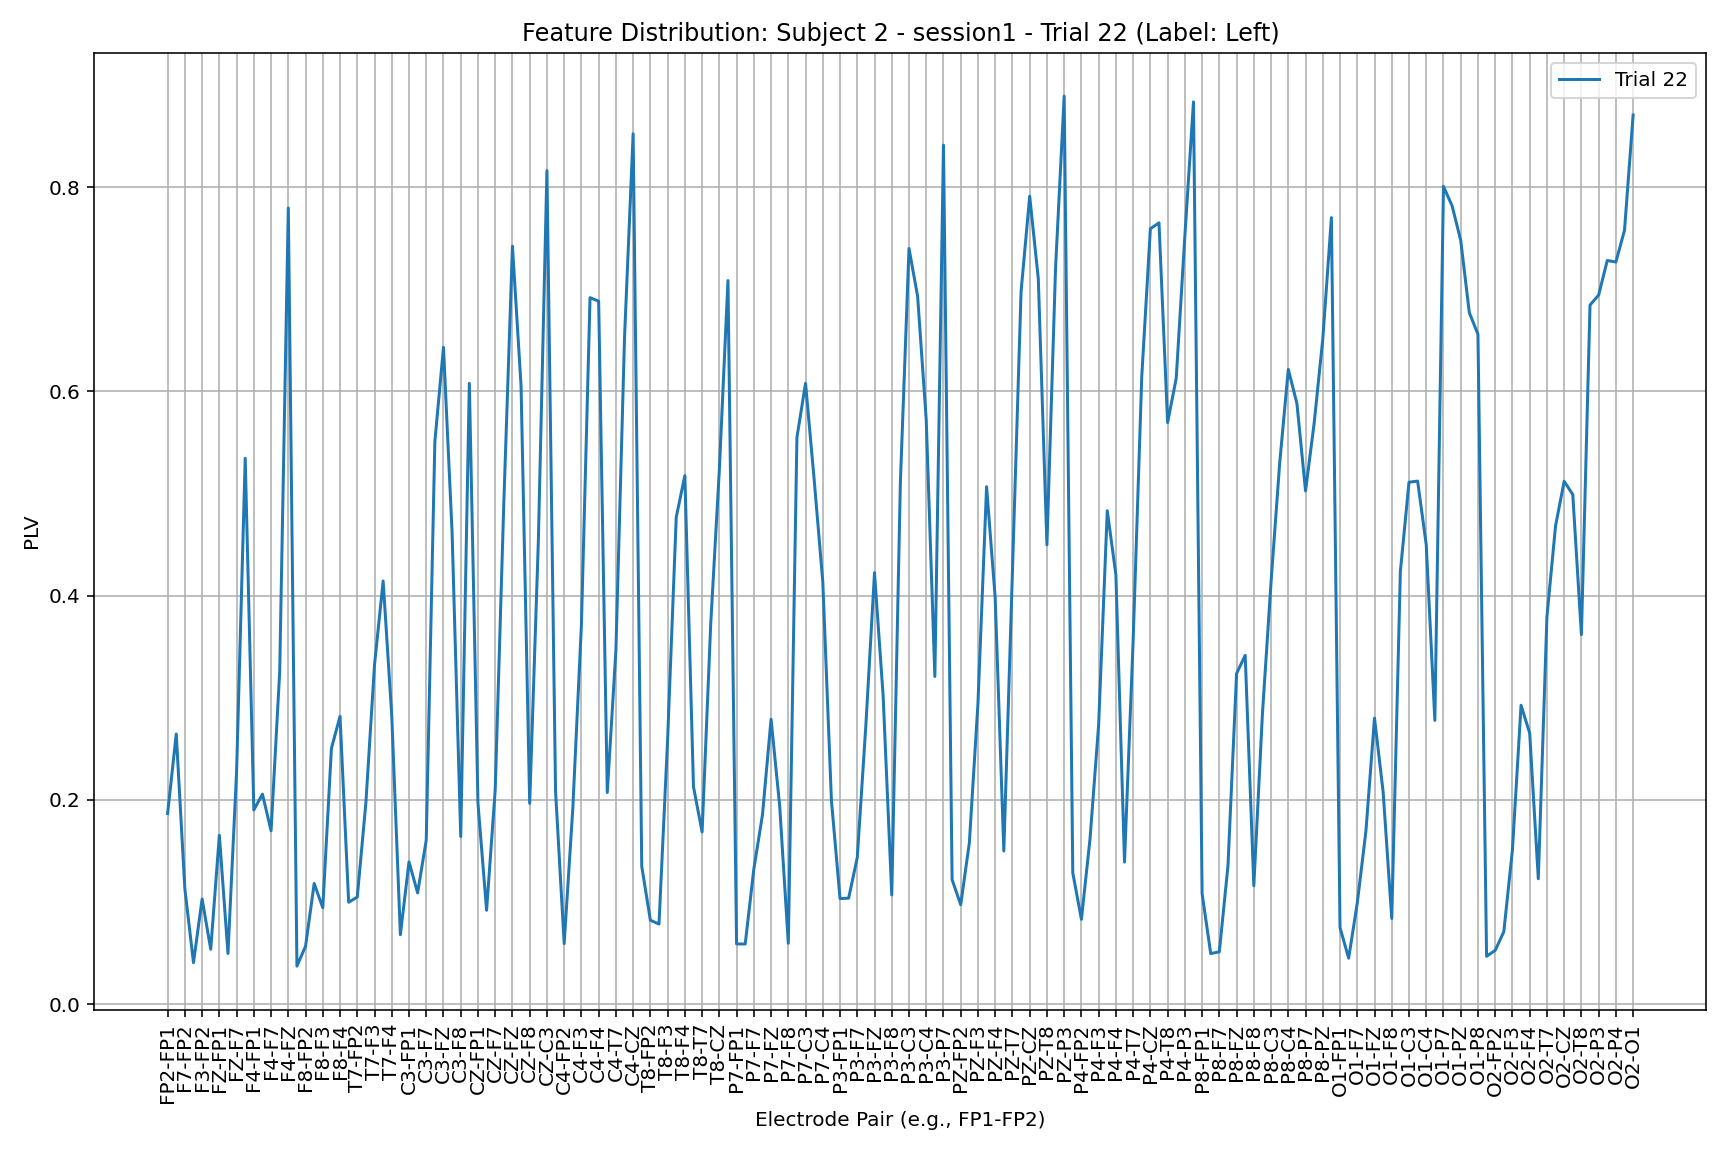 Feature Distribution: Subject 2 - session1 - Trial 22 (Label: Left)
Trial 22
PLV
0.8
0.6
0.4
0.2
0.0
FP2-FP1
F7-FP2
F3-FP2
FZ-FP1
FZ-F7
F4-FP1
F4-F7
F4-FZ
F8-FP2
F8-F3
F8-F4
T7-FP2
T7-F3
T7-F4
C3-FP1
C3-F7
C3-FZ
C3-F8
CZ-FP1
CZ-F7
CZ-FZ
CZ-F8
CZ-C3
C4-FP2
C4-F3
C4-F4
C4-T7
C4-CZ
T8-FP2
T8-F3
T8-F4
T8-T7
T8-CZ
P7-FP1
P7-F7
P7-FZ
P7-F8
P7-C3
P7-C4
P3-FP1
P3-F7
P3-FZ
P3-F8
P3-C3
P3-C4
P3-P7
PZ-FP2
PZ-F3
PZ-F4
PZ-T7
PZ-CZ
PZ-T8
PZ-P3
P4-FP2
P4-F3
P4-F4
P4-T7
P4-CZ
P4-T8
P4-P3
P8-FP1
P8-F7
P8-FZ
P8-F8
P8-C3
P8-C4
P8-P7
P8-PZ
O1-FP1
O1-F7
O1-FZ
O1-F8
O1-C3
O1-C4
O1-P7
O1-PZ
O1-P8
O2-FP2
O2-F3
O2-F4
O2-T7
O2-CZ
O2-T8
O2-P3
O2-P4
O2-O1
Electrode Pair (e.g., FP1-FP2)